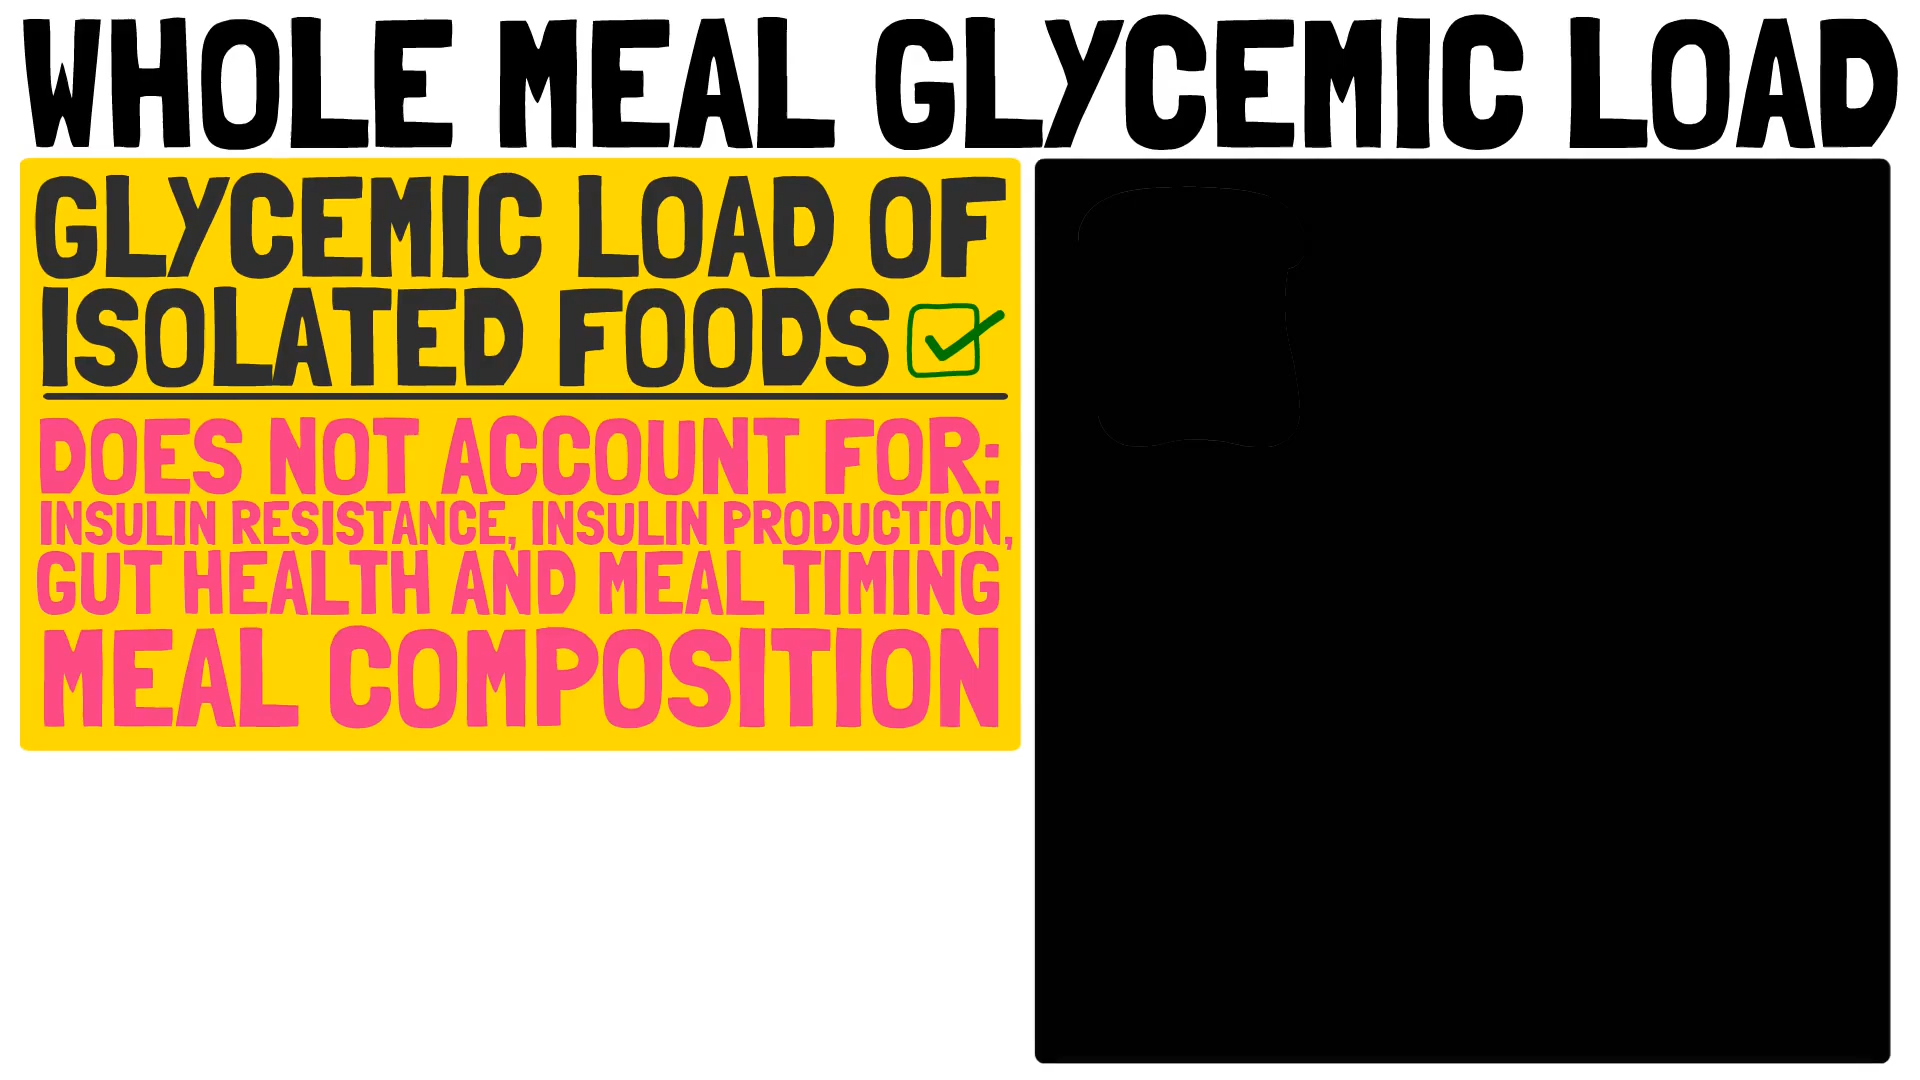 WHOLE MEAL GLYCEMIC LOAD
GLYCEMIC LOAD OF
ISOLATED FOODS
DOES NOT ACCOUNT FOR:
INSULIN RESISTANCE, INSULIN PRODUCTION,
GUT HEALTH AND MEAL TIMING
MEAL COMPOSITION